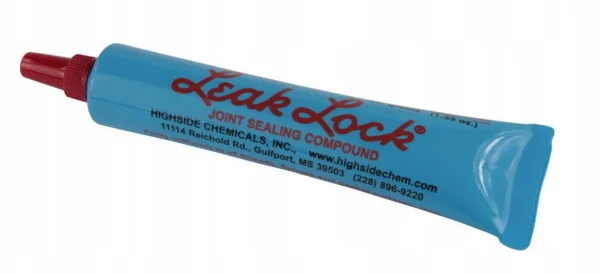 (1.33 oz.)
Leak Lock®
JOINT SEALING COMPOUND
HIGHSIDE CHEMICALS, INC., www.highsidechem.com
11114 Reichold Rd., Gulfport, MS 39503 (228) 896-9220